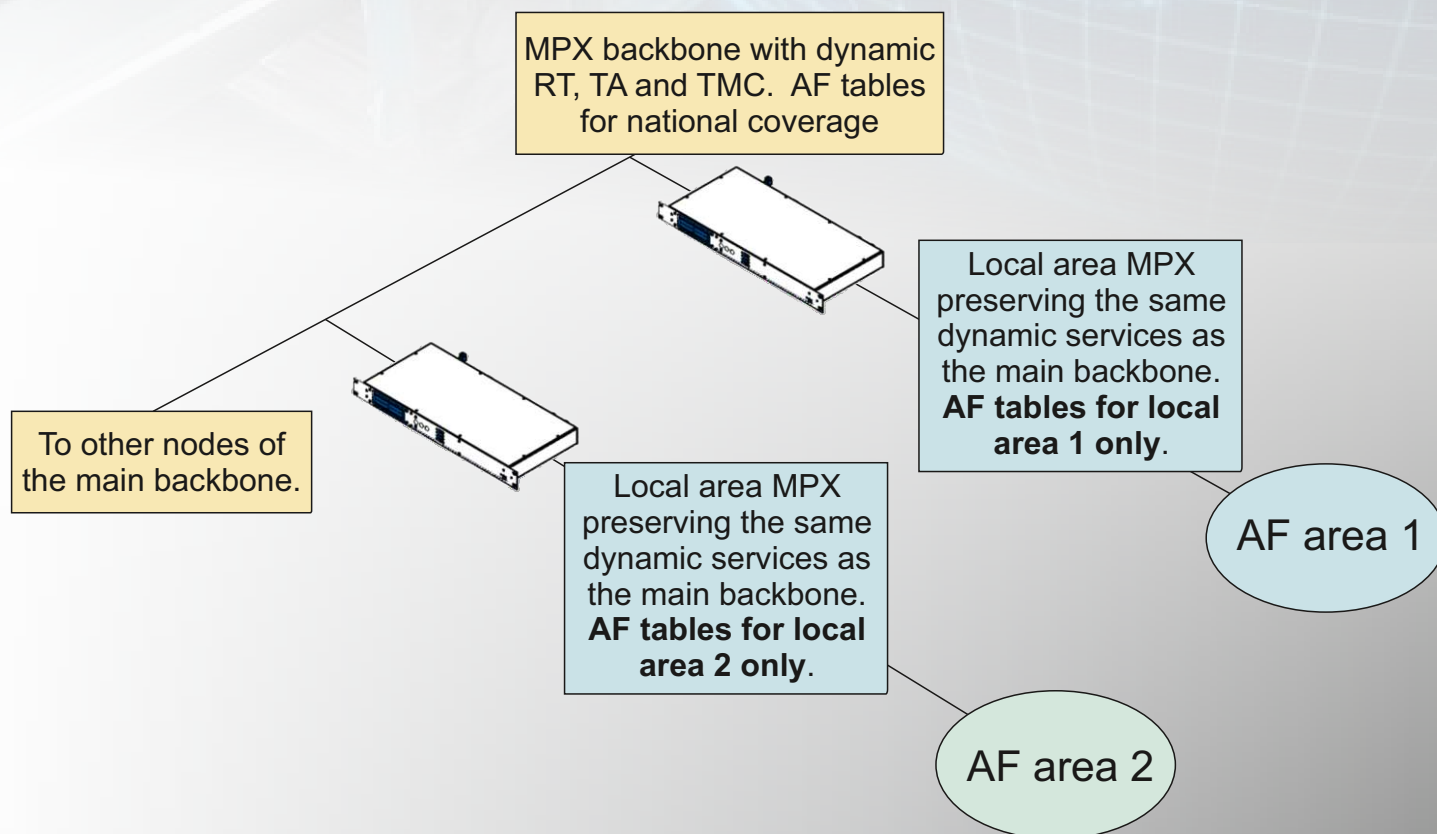 MPX backbone with dynamic
RT, TA and TMC.  AF tables
for national coverage
Local area MPX
preserving the same
dynamic services as
the main backbone.
AF tables for local
area 1 only.
To other nodes of
the main backbone.
Local area MPX
preserving the same
dynamic services as
the main backbone.
AF tables for local
area 2 only.
AF area 1
AF area 2